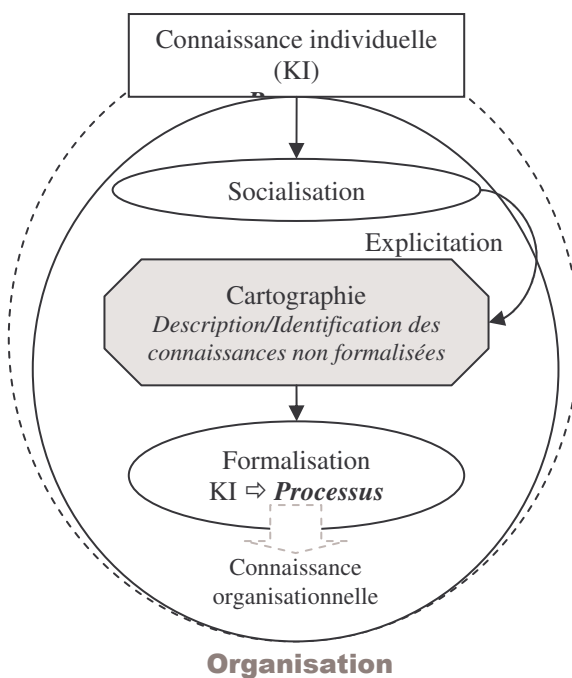 Connaissance individuelle
(KI)
Socialisation
Explicitation
Cartographie
Description/Identification des
connaissances non formalisées
Formalisation
KI ⇨ Processus
Connaissance
organisationnelle
Organisation